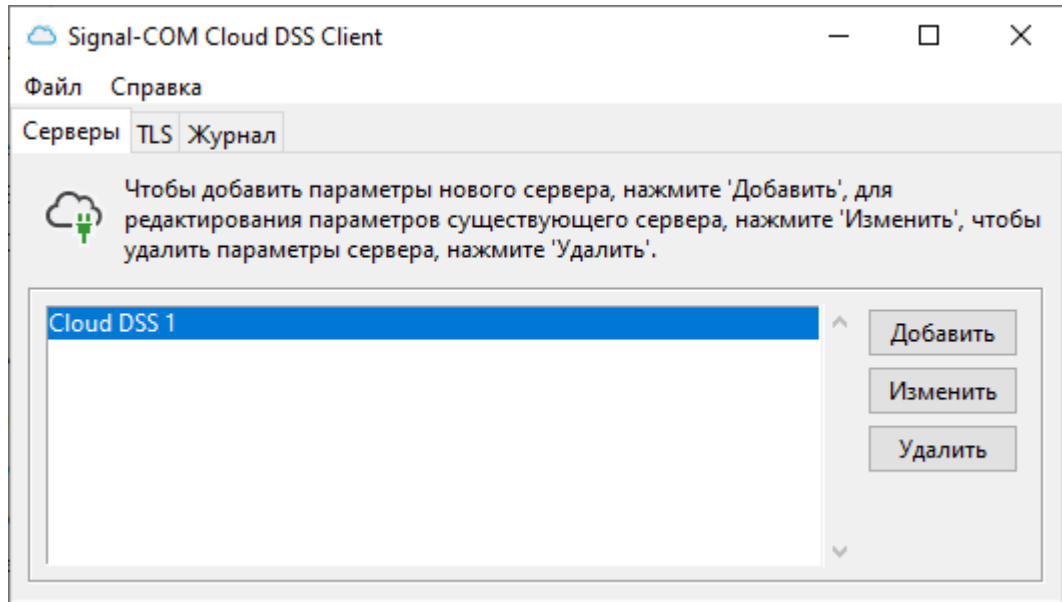 Signal-COM Cloud DSS Client
Файл Справка
Серверы TLS Журнал
Чтобы добавить параметры нового сервера, нажмите 'Добавить', для
редактирования параметров существующего сервера, нажмите 'Изменить', чтобы
удалить параметры сервера, нажмите 'Удалить'.
Cloud DSS 1
Добавить
Изменить
Удалить